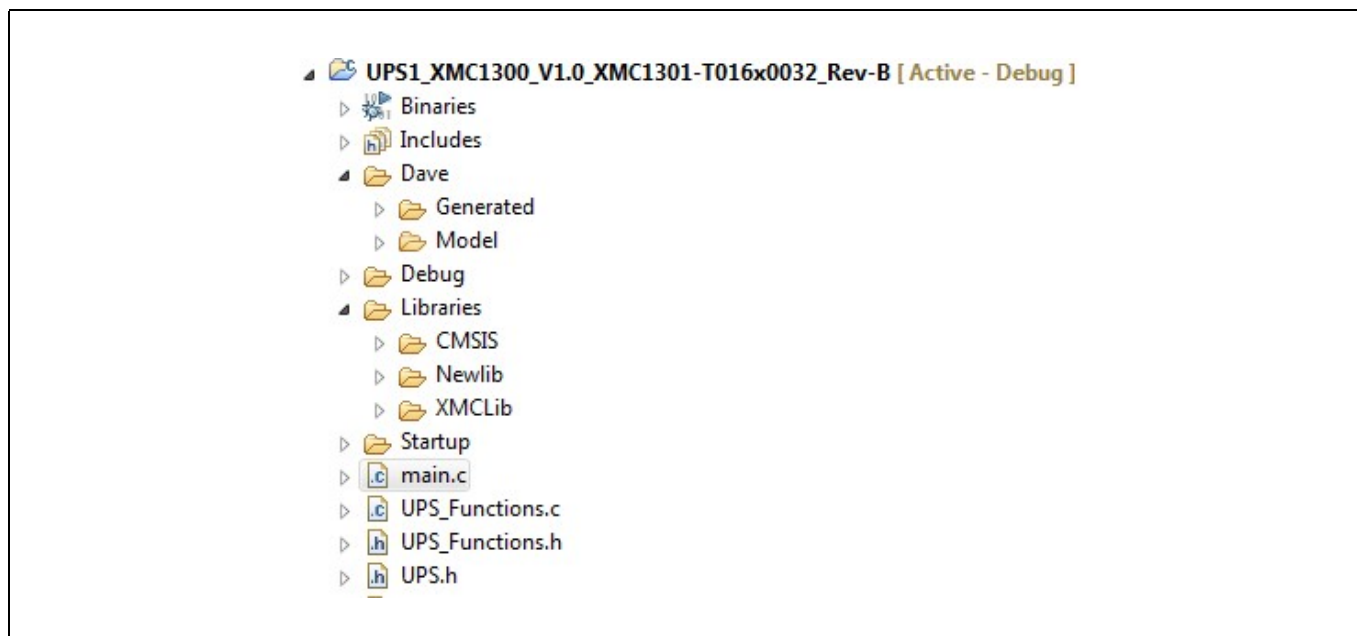 UPS1_XMC1300_V1.0_XMC1301-T016x0032_Rev-B [ Active - Debug ]
Binaries
Includes
Dave
Generated
Model
Debug
Libraries
CMSIS
Newlib
XMCLib
Startup
main.c
UPS_Functions.c
UPS_Functions.h
UPS.h